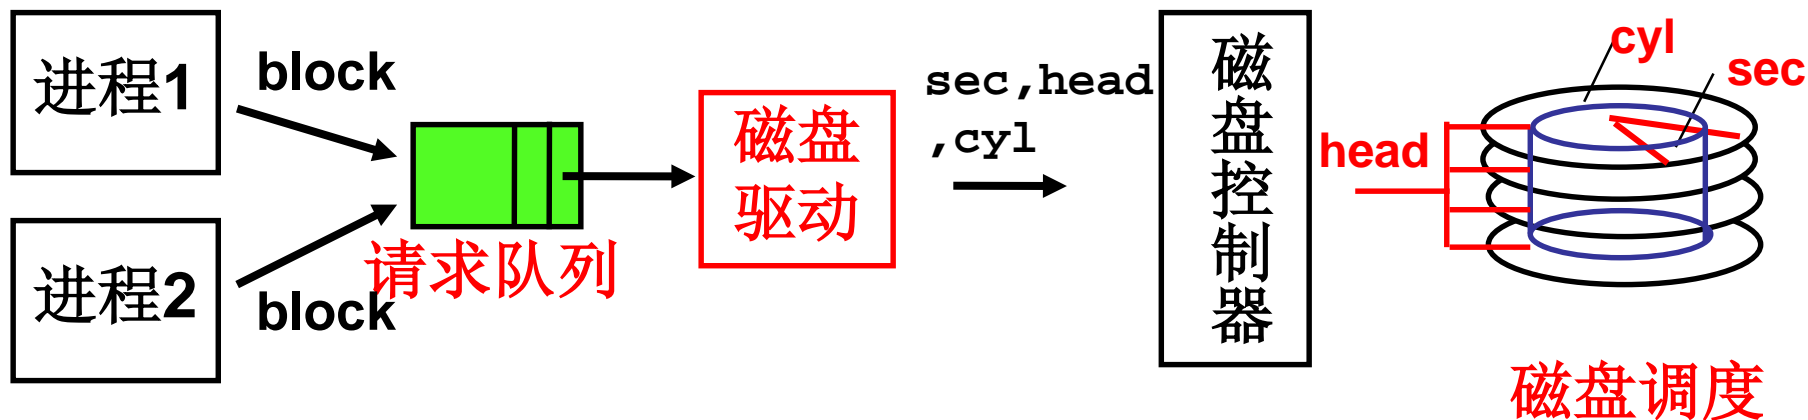 进程1
block
请求队列
进程2
block
磁盘
驱动
sec,head
,cyl
磁盘控制器
head
cyl
sec
磁盘调度